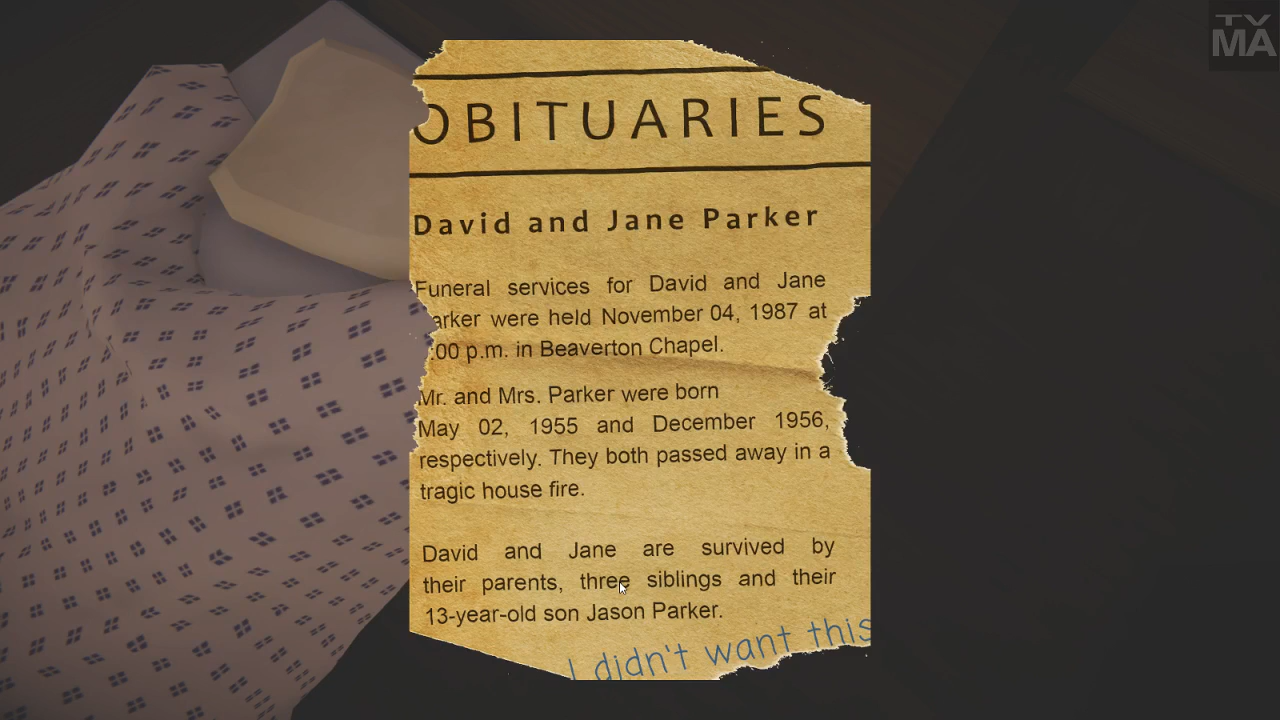 TV
MA
OBITUARIES
David and Jane Parker
Funeral services for David and Jane
arker were held November 04, 1987 at
:00 p.m. in Beaverton Chapel.
Mr. and Mrs. Parker were born
May 02, 1955 and December 1956,
respectively. They both passed away in a
tragic house fire.
David and Jane are survived by
their parents, three siblings and their
13-year-old son Jason Parker.
I didn't want this